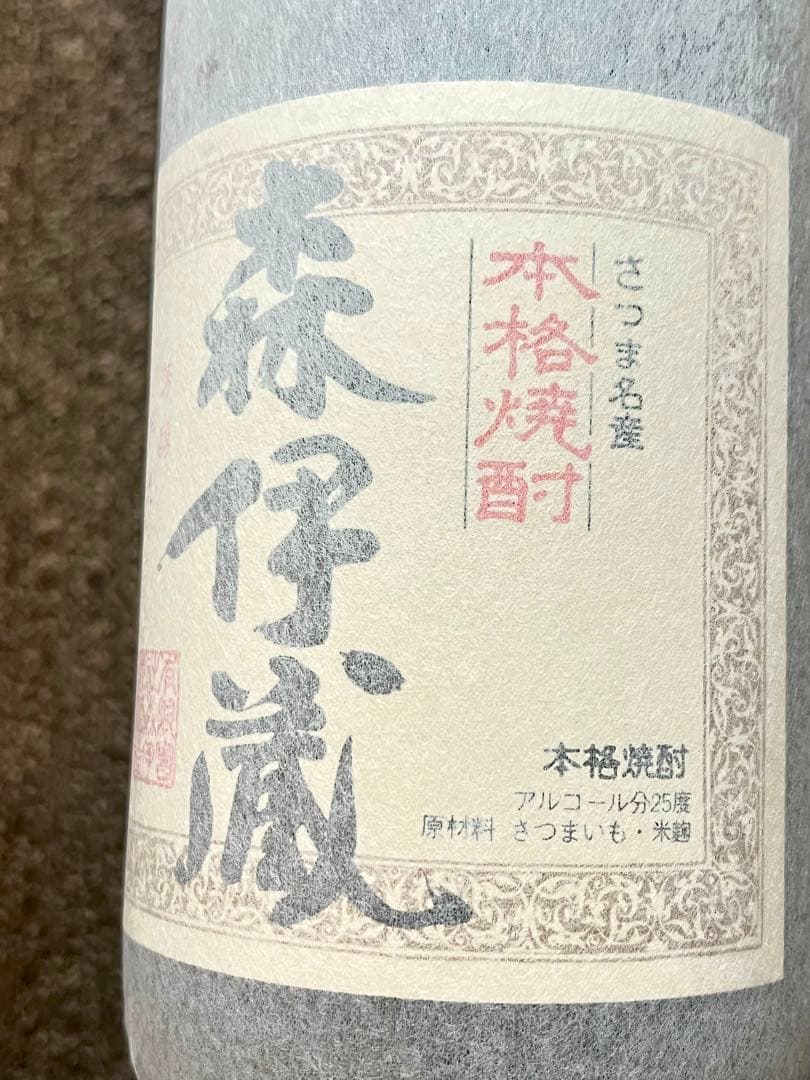 さつま名産
本格焼酎
森伊蔵
本格焼酎
アルコール分25度
原材料 さつまいも・米麹